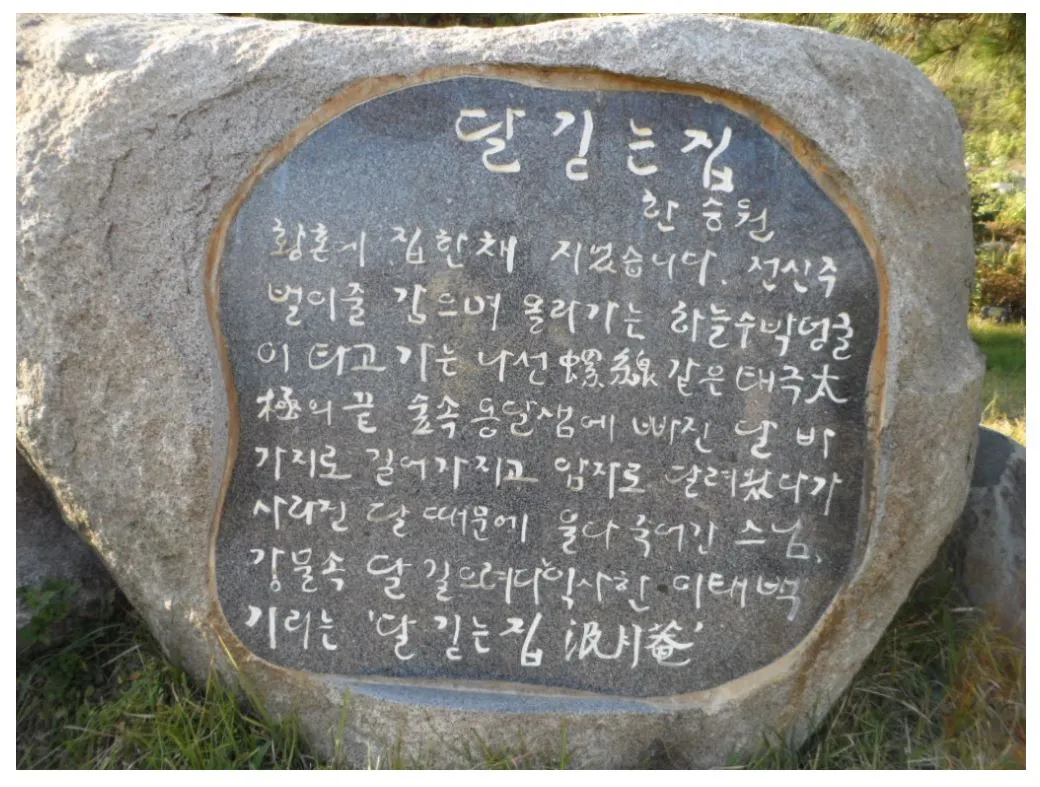 달 긷는 집
한 승 원
황혼에 집한채 지었습니다. 전신주
벌이줄 감으며 올라가는 하늘수박덩굴
이 타고 가는 나선螺線같은 태극太
極의 끝 숲속 옹달샘에 빠진 달 바
가지로 길어가지고 암자로 달려왔다가
사라진 달 때문에 울다 죽어간 스님,
강물속 달 길으려다 익사한 이태백
기리는 '달 긷는 집 汲月菴'